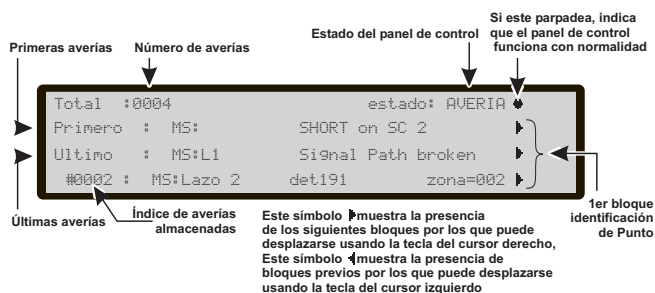 Si este parpadea, indica
que el panel de control
funciona con normalidad
Estado del panel de control
Primeras averías
Número de averías
Total :0004 estado: AVERIA
Primero : MS: SHORT on SC 2
Ultimo : MS:L1 Signal Path broken
#0002 : MS:Lazo 2 det191 zona=002
Últimas averías
Índice de averías
almacenadas
Este símbolo muestra la presencia
de los siguientes bloques por los que puede
desplazarse usando la tecla del cursor derecho,
Este símbolo muestra la presencia de
bloques previos por los que puede desplazarse
usando la tecla del cursor izquierdo
1er bloque
identificación
de Punto